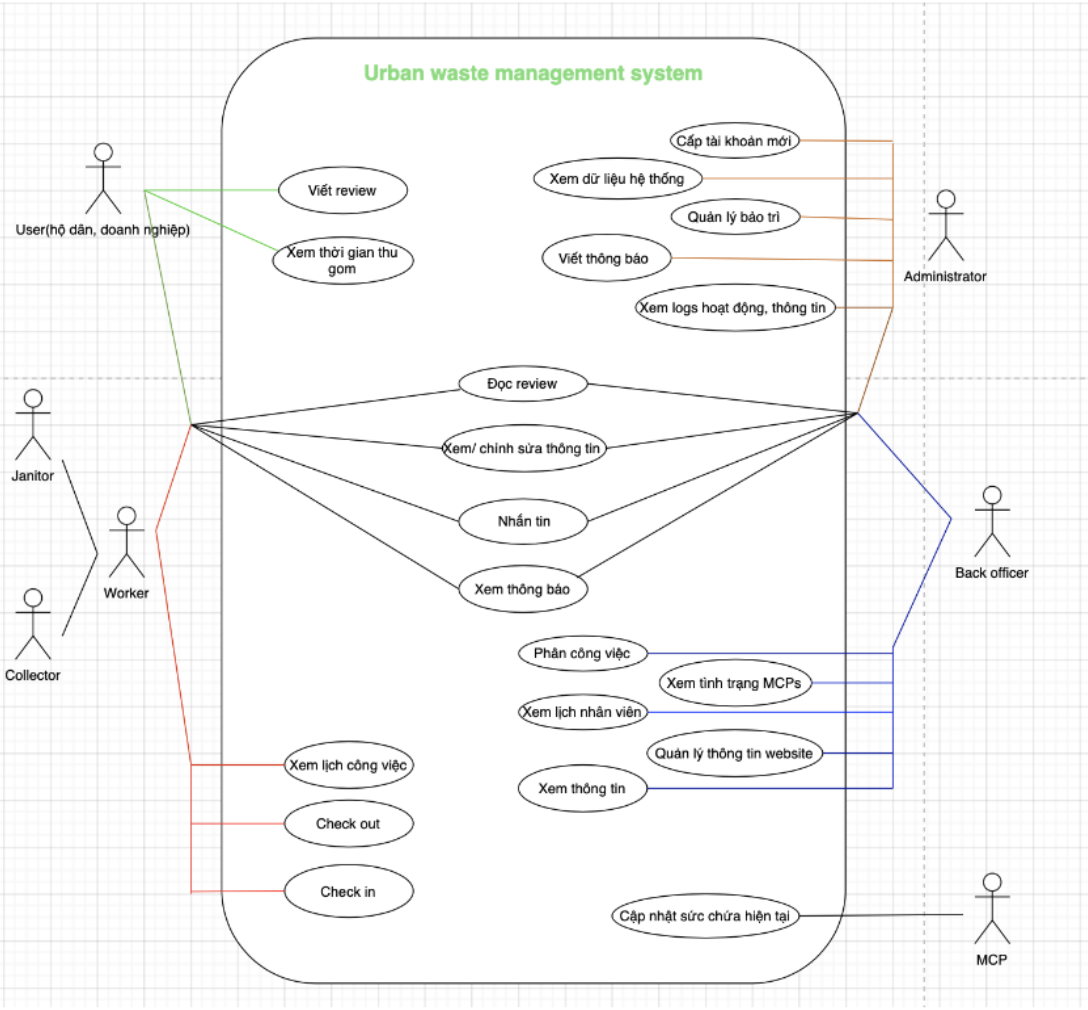 Urban waste management system
Cấp tài khoản mới
Xem dữ liệu hệ thống
Viết review
Quản lý bảo trì
User(hộ dân, doanh nghiệp)
Xem thời gian thu
gom
Viết thông báo
Administrator
Xem logs hoạt động, thông tin
Đọc review
Xem/ chỉnh sửa thông tin
Janitor
Nhắn tin
Back officer
Worker
Xem thông báo
Phân công việc
Collector
Xem tình trạng MCPs
Xem lịch nhân viên
Quản lý thông tin website
Xem lịch công việc
Xem thông tin
Check out
Check in
Cập nhật sức chứa hiện tại
MCP